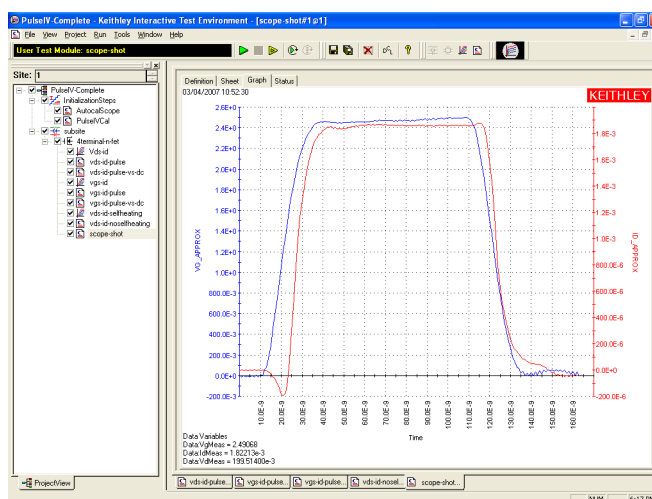 PulseIV-Complete - Keithley Interactive Test Environment - [scope-shot#1@1]
File View Project Run Tools Window Help
User Test Module: scope-shot
Site: 1
PulseIV-Complete
InitializationSteps
AutocalScope
PulseIVCal
subsite
4terminal-n-fet
Vds-id
vds-id-pulse
vds-id-pulse-vs-dc
vgs-id
vgs-id-pulse
vgs-id-pulse-vs-dc
vds-id-selfheating
vds-id-noselfheating
scope-shot
ProjectView
Definition Sheet Graph Status
03/04/2007 10:52:30
KEITHLEY
2.6E+0
2.4E+0
2.2E+0
2.0E+0
1.8E+0
1.6E+0
1.4E+0
1.2E+0
1.0E+0
800.0E-3
600.0E-3
400.0E-3
200.0E-3
0.0E+0
-200.0E-3
VG_APPROX
1.8E-3
1.6E-3
1.4E-3
1.2E-3
1.0E-3
800.0E-6
600.0E-6
400.0E-6
200.0E-6
0.0E+0
-200.0E-6
ID_APPROX
10.0E-9
20.0E-9
30.0E-9
40.0E-9
50.0E-9
60.0E-9
70.0E-9
80.0E-9
90.0E-9
100.0E-9
110.0E-9
120.0E-9
130.0E-9
140.0E-9
150.0E-9
160.0E-9
Time
Data Variables
Data:VgMeas = 2.49068
Data:IdMeas = 1.82213e-3
Data:VdMeas = 199.51400e-3
vds-id-pulse... vgs-id-pulse... vgs-id-pulse... vds-id-nosel... scope-shot...
NUM 6:17 PM